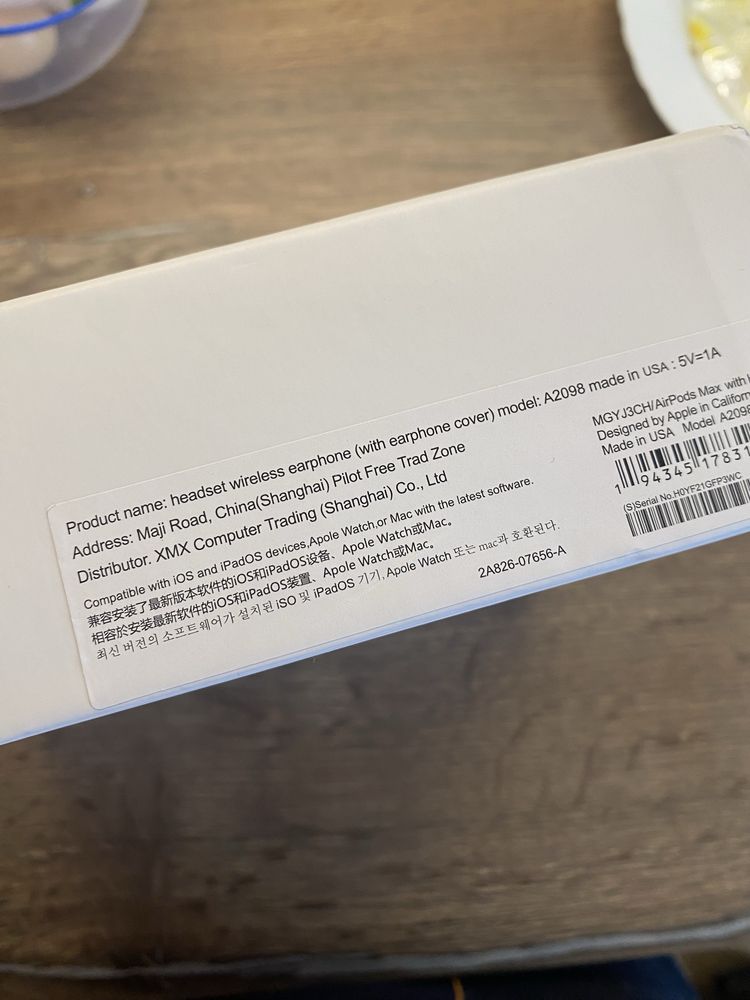 Product name: headset wireless earphone (with earphone cover) model: A2098 made in USA : 5V=1A
Address: Maji Road, China(Shanghai) Pilot Free Trad Zone
Distributor. XMX Computer Trading (Shanghai) Co., Ltd
Compatible with iOS and iPadOS devices,Apole Watch,or Mac with the latest software.
兼容安装了最新版本软件的iOS和iPadOS设备、Apole Watch或Mac。
相容於安装最新软件的iOS和iPadOS装置、Apole Watch或Mac。
최신 버전의 소프트웨어가 설치된 iSO 및 iPadOS 기기, Apole Watch 또는 mac과 호환된다.
2A826-07656-A
MGYJ3CH/AirPods Max with
Designed by Apple in Californ
Made in USA Model A2098
1 94345 17831
(S)Serial No.H0YF21GFP3WC